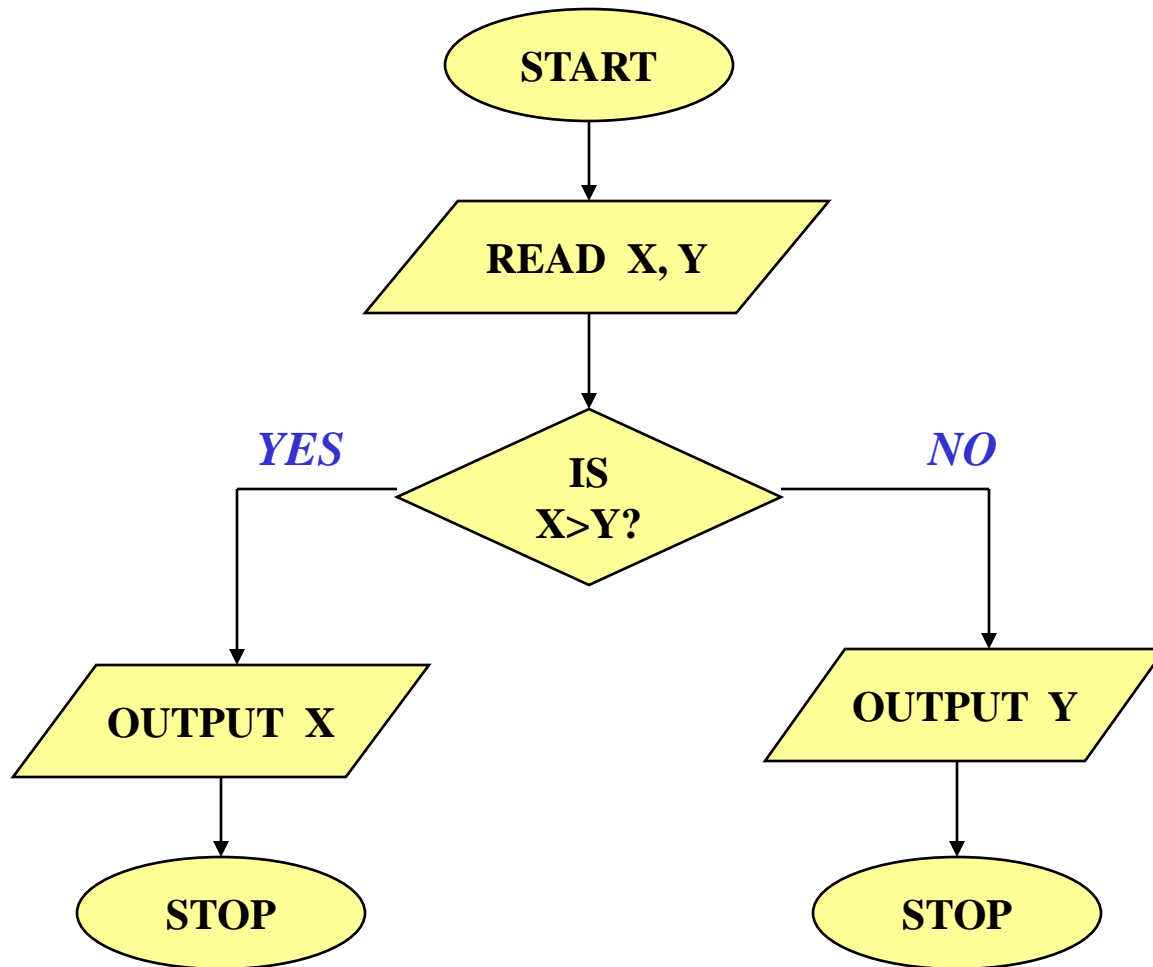 START
READ X, Y
YES
NO
IS
X>Y?
OUTPUT X
OUTPUT Y
STOP
STOP